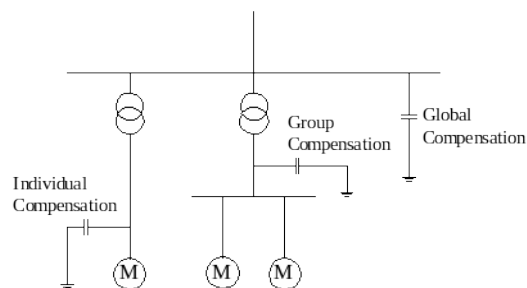 Group
Compensation
Global
Compensation
Individual
Compensation
M
M
M